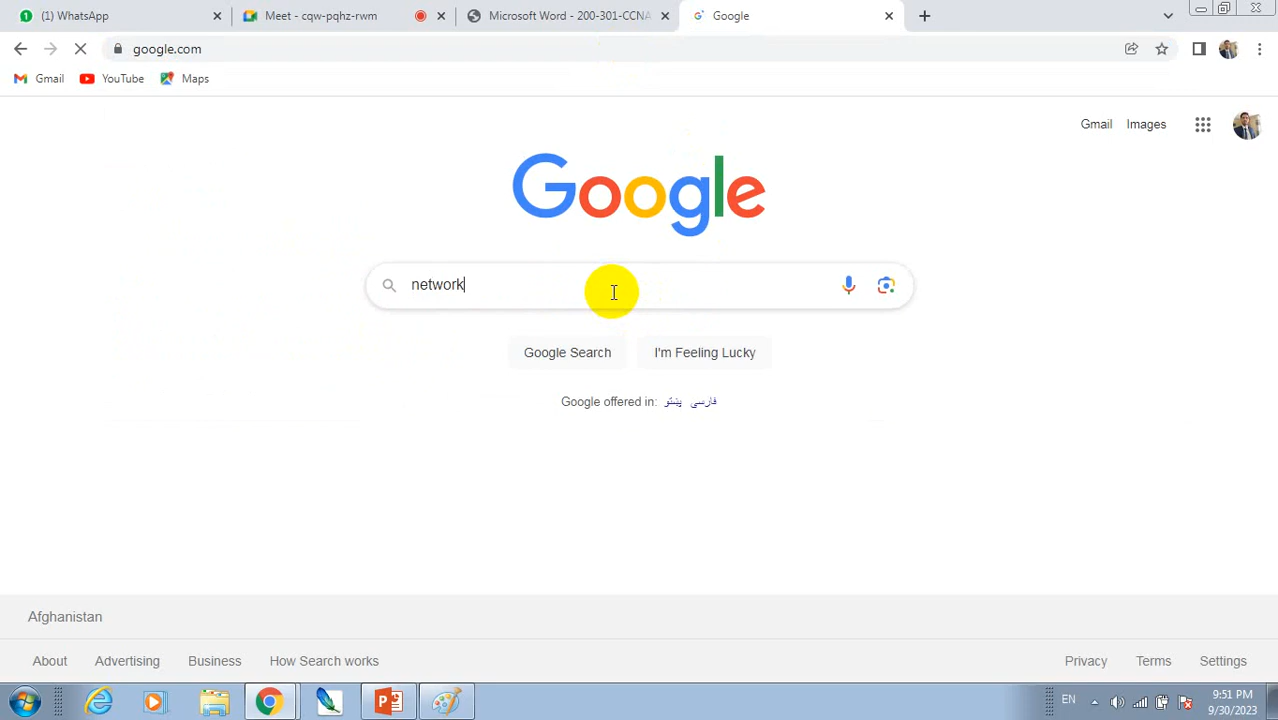 (1) WhatsApp
Meet - cqw-pqhz-rwm
Microsoft Word - 200-301-CCNA
Google
google.com
Gmail
YouTube
Maps
Gmail
Images
Google
network
Google Search
I'm Feeling Lucky
Google offered in: پښتو فارسی
Afghanistan
About
Advertising
Business
How Search works
Privacy
Terms
Settings
EN
9:51 PM
9/30/2023